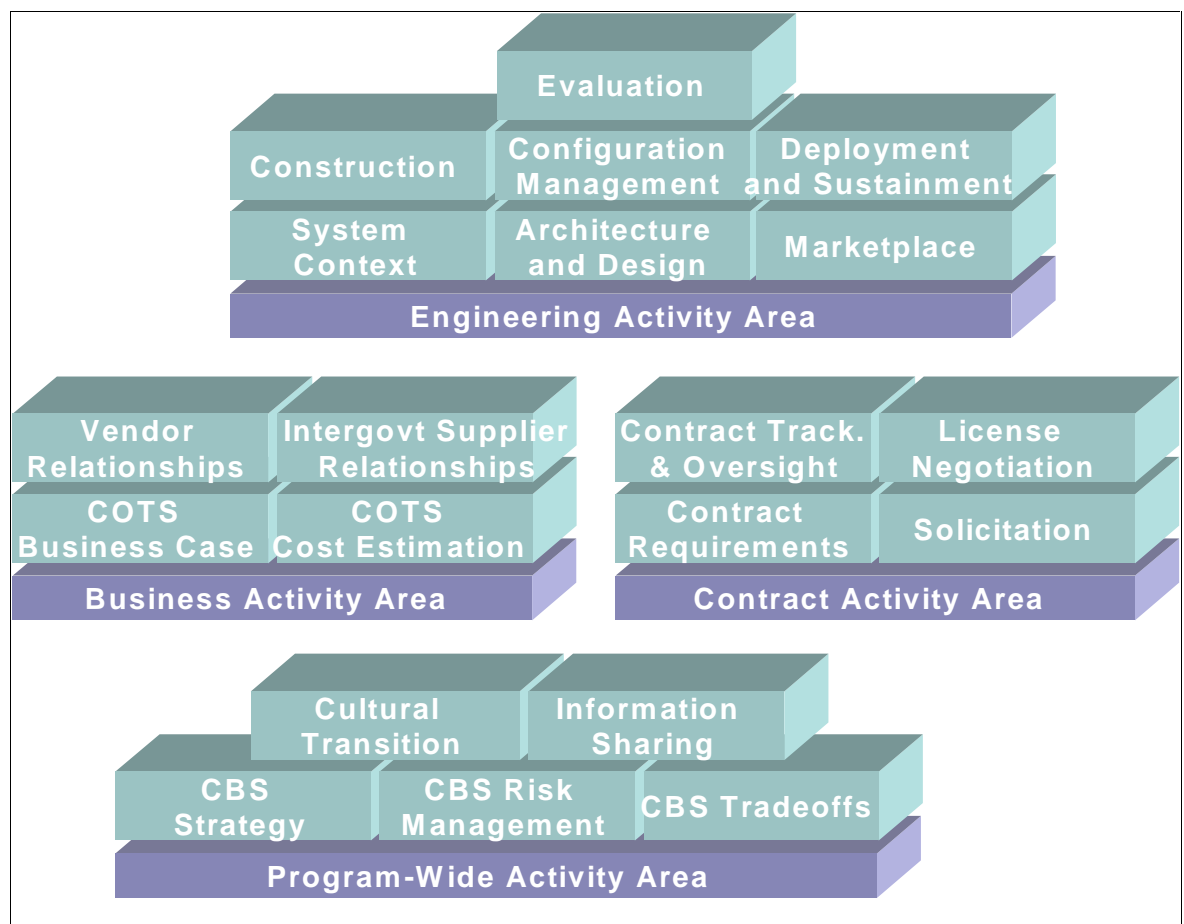 Evaluation
Construction
Configuration
Management
Deployment
and Sustainment
System
Context
Architecture
and Design
Marketplace
Engineering Activity Area
Vendor
Relationships
Intergovt Supplier
Relationships
Contract Track.
& Oversight
License
Negotiation
COTS
Business Case
COTS
Cost Estimation
Contract
Requirements
Solicitation
Business Activity Area
Contract Activity Area
Cultural
Transition
Information
Sharing
CBS
Strategy
CBS Risk
Management
CBS Tradeoffs
Program-Wide Activity Area